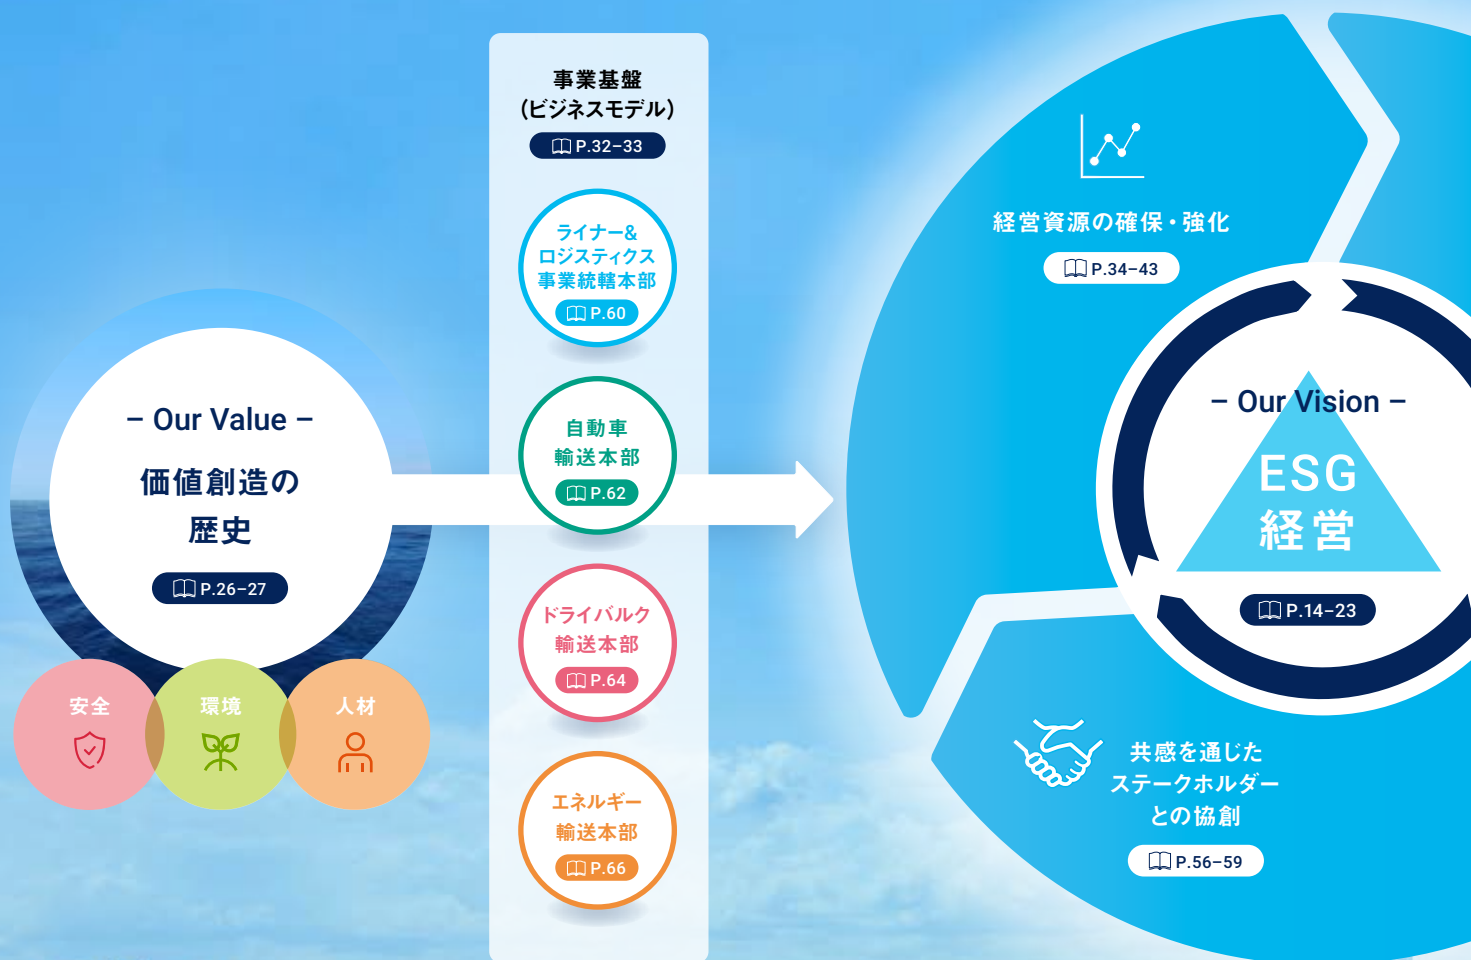 – Our Value –
価値創造の
歴史
P.26–27
安全
環境
人材
事業基盤
(ビジネスモデル)
P.32–33
ライナー&
ロジスティクス
事業統轄本部
P.60
自動車
輸送本部
P.62
ドライバルク
輸送本部
P.64
エネルギー
輸送本部
P.66
経営資源の確保・強化
P.34–43
– Our Vision –
ESG
経営
P.14–23
共感を通じた
ステークホルダー
との協創
P.56–59